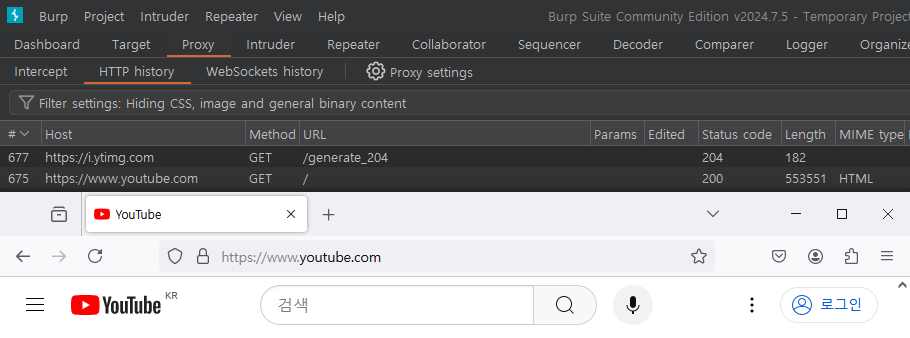 Burp Project Intruder Repeater View Help Burp Suite Community Edition v2024.7.5 - Temporary Project
Dashboard Target Proxy Intruder Repeater Collaborator Sequencer Decoder Comparer Logger Organize
Intercept HTTP history WebSockets history Proxy settings
Filter settings: Hiding CSS, image and general binary content
# Host Method URL Params Edited Status code Length MIME type
677 https://i.ytimg.com GET /generate_204 204 182
675 https://www.youtube.com GET / 200 553551 HTML
YouTube
https://www.youtube.com
YouTube KR 검색 로그인